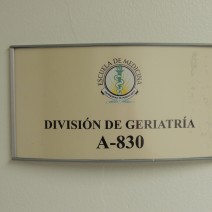 ESCUELA DE MEDICINA
DIVISIÓN DE GERIATRÍA
A-830